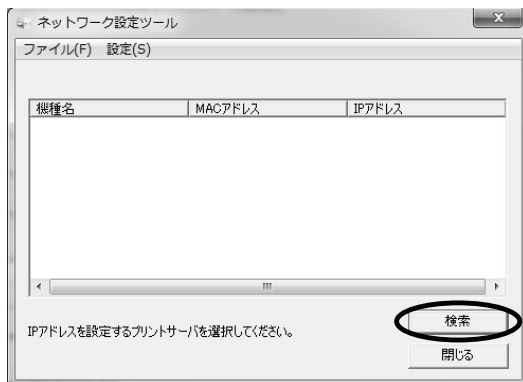 ネットワーク設定ツール
ファイル(F) 設定(S)
機種名 MACアドレス IPアドレス
IPアドレスを設定するプリントサーバを選択してください。
検索
閉じる